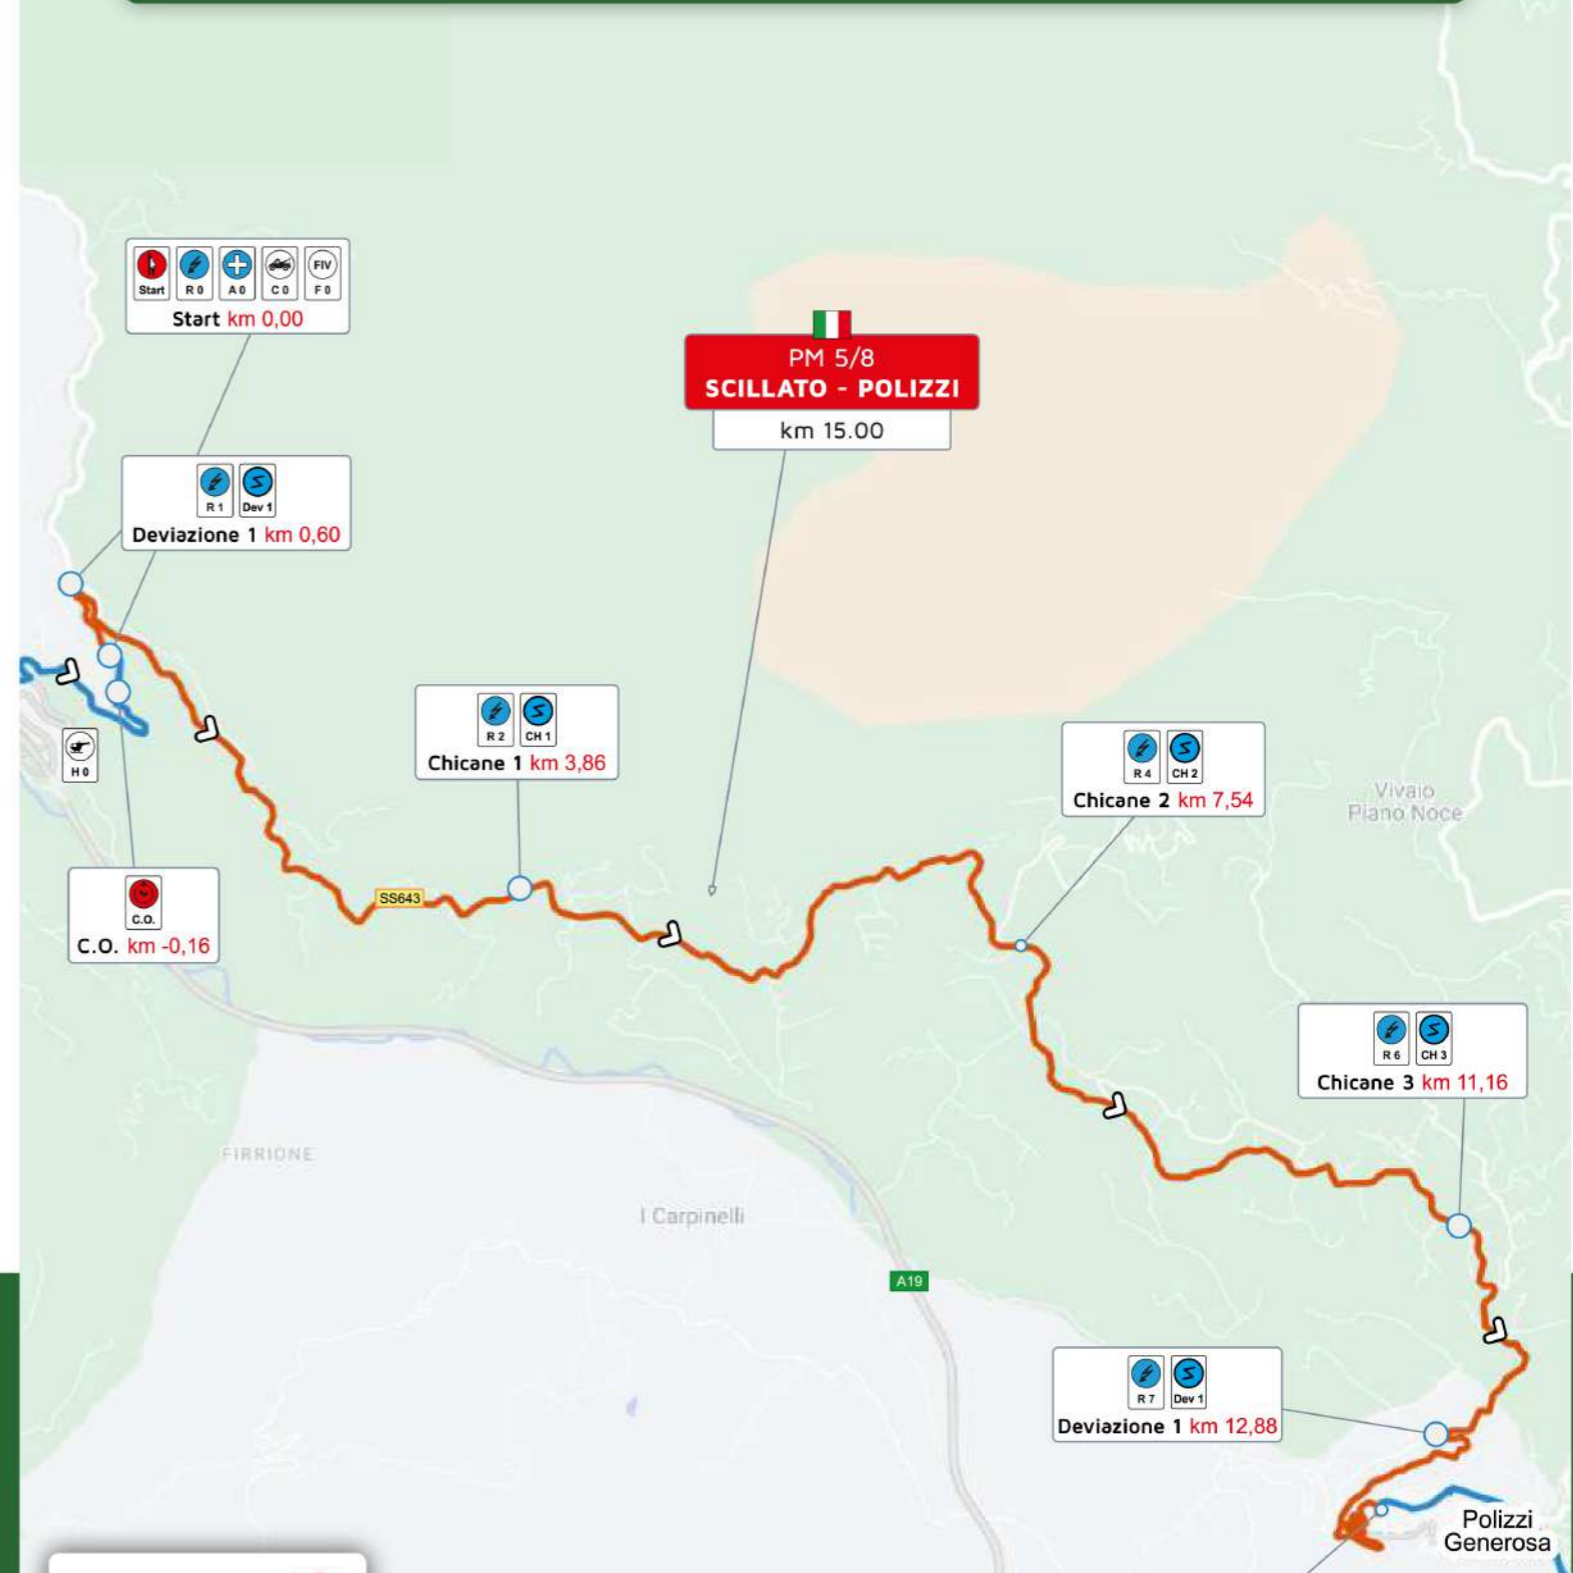 Start R 0 A 0 C 0 FIV F 0
Start km 0,00
PM 5/8
SCILLATO - POLIZZI
km 15.00
R 1 Dev 1
Deviazione 1 km 0,60
R 2 CH 1
Chicane 1 km 3,86
H 0
R 4 CH 2
Chicane 2 km 7,54
Vivaio
Piano Noce
SS643
C.O.
C.O. km -0,16
R 6 CH 3
Chicane 3 km 11,16
FIRRIONE
I Carpinelli
A19
R 7 Dev 1
Deviazione 1 km 12,88
Polizzi
Generosa